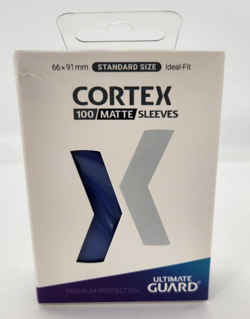 66 × 91 mm STANDARD SIZE Ideal-Fit
CORTEX
100 / MATTE / SLEEVES
PREMIUM PROTECTION
ULTIMATE
GUARD®